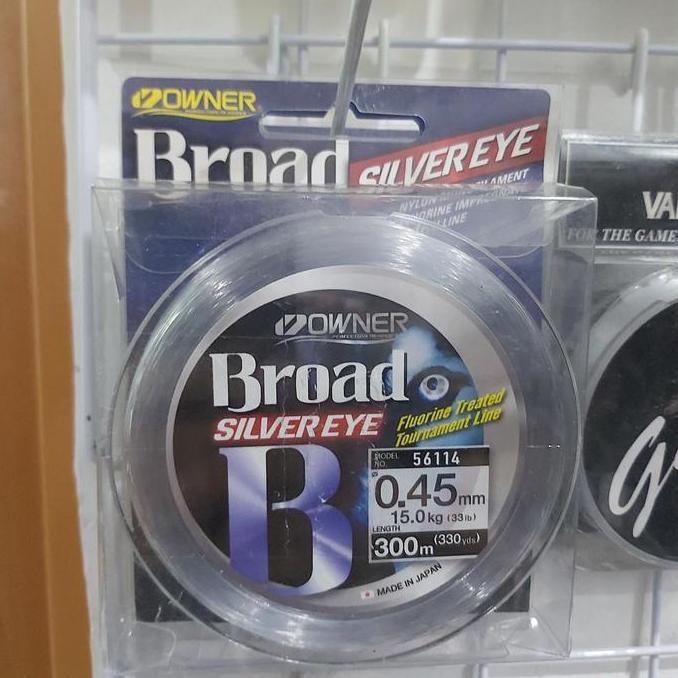 OWNER
Broad
SILVER EYE
OWNER
Broad
SILVER EYE
Fluorine Treated
Tournament Line
B
MODEL NO. 56114
0.45mm
15.0kg (33lb)
LENGTH
300m (330yds)
MADE IN JAPAN
VA
FOR THE GAME